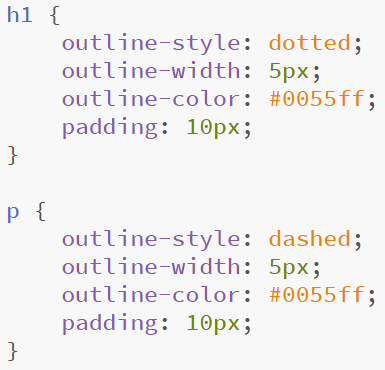 h1 {
    outline-style: dotted;
    outline-width: 5px;
    outline-color: #0055ff;
    padding: 10px;
}

p {
    outline-style: dashed;
    outline-width: 5px;
    outline-color: #0055ff;
    padding: 10px;
}